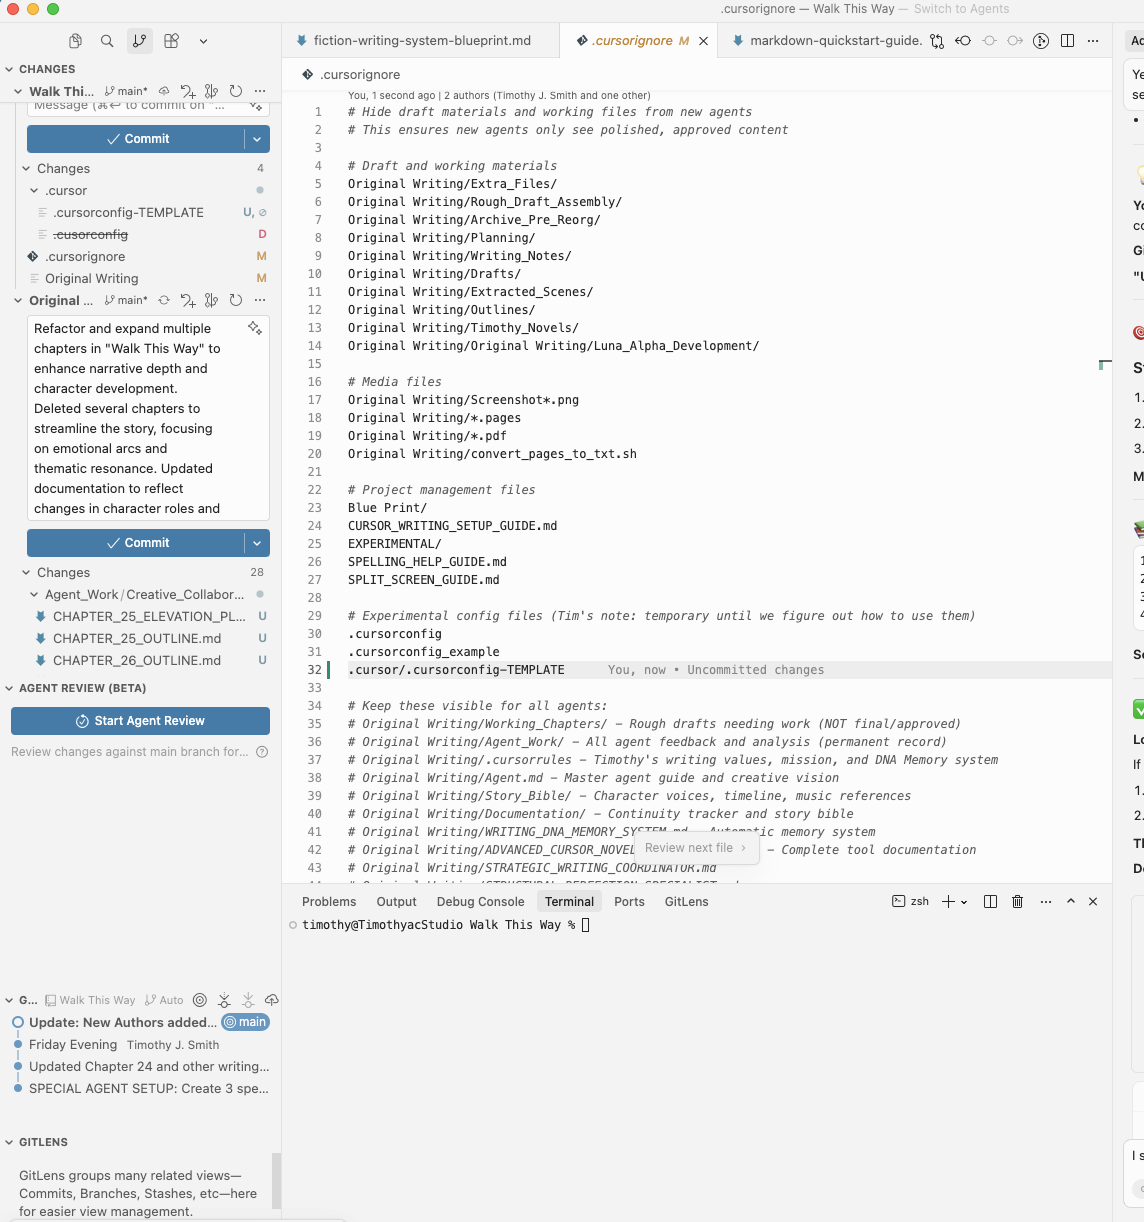 .cursorignore — Walk This Way — Switch to Agents
fiction-writing-system-blueprint.md
.cursorignore M
markdown-quickstart-guide.
CHANGES
Walk Thi... main*
Message (⌘↩ to commit on "...
Commit
Changes 4
.cursor
.cursorconfig-TEMPLATE U,
.cusorconfig D
.cursorignore M
Original Writing M
Original ... main*
Refactor and expand multiple
chapters in "Walk This Way" to
enhance narrative depth and
character development.
Deleted several chapters to
streamline the story, focusing
on emotional arcs and
thematic resonance. Updated
documentation to reflect
changes in character roles and
Commit
Changes 28
Agent_Work/Creative_Collabor...
CHAPTER_25_ELEVATION_PL... U
CHAPTER_25_OUTLINE.md U
CHAPTER_26_OUTLINE.md U
AGENT REVIEW (BETA)
Start Agent Review
Review changes against main branch for...
G... Walk This Way Auto
Update: New Authors added... main
Friday Evening Timothy J. Smith
Updated Chapter 24 and other writing...
SPECIAL AGENT SETUP: Create 3 spe...
GITLENS
GitLens groups many related views—
Commits, Branches, Stashes, etc—here
for easier view management.
.cursorignore
You, 1 second ago | 2 authors (Timothy J. Smith and one other)
1 # Hide draft materials and working files from new agents
2 # This ensures new agents only see polished, approved content
3
4 # Draft and working materials
5 Original Writing/Extra_Files/
6 Original Writing/Rough_Draft_Assembly/
7 Original Writing/Archive_Pre_Reorg/
8 Original Writing/Planning/
9 Original Writing/Writing_Notes/
10 Original Writing/Drafts/
11 Original Writing/Extracted_Scenes/
12 Original Writing/Outlines/
13 Original Writing/Timothy_Novels/
14 Original Writing/Original Writing/Luna_Alpha_Development/
15
16 # Media files
17 Original Writing/Screenshot*.png
18 Original Writing/*.pages
19 Original Writing/*.pdf
20 Original Writing/convert_pages_to_txt.sh
21
22 # Project management files
23 Blue Print/
24 CURSOR_WRITING_SETUP_GUIDE.md
25 EXPERIMENTAL/
26 SPELLING_HELP_GUIDE.md
27 SPLIT_SCREEN_GUIDE.md
28
29 # Experimental config files (Tim's note: temporary until we figure out how to use them)
30 .cursorconfig
31 .cursorconfig_example
32 .cursor/.cursorconfig-TEMPLATE You, now • Uncommitted changes
33
34 # Keep these visible for all agents:
35 # Original Writing/Working_Chapters/ – Rough drafts needing work (NOT final/approved)
36 # Original Writing/Agent_Work/ – All agent feedback and analysis (permanent record)
37 # Original Writing/.cursorrules – Timothy's writing values, mission, and DNA Memory system
38 # Original Writing/Agent.md – Master agent guide and creative vision
39 # Original Writing/Story_Bible/ – Character voices, timeline, music references
40 # Original Writing/Documentation/ – Continuity tracker and story bible
41 # Original Writing/WRITING_DNA_MEMORY_SYSTEM.md – Automatic memory system
42 # Original Writing/ADVANCED_CURSOR_NOVEL – Complete tool documentation
43 # Original Writing/STRATEGIC_WRITING_COORDINATOR.md
Review next file ›
Problems Output Debug Console Terminal Ports GitLens
zsh
timothy@TimothyacStudio Walk This Way %